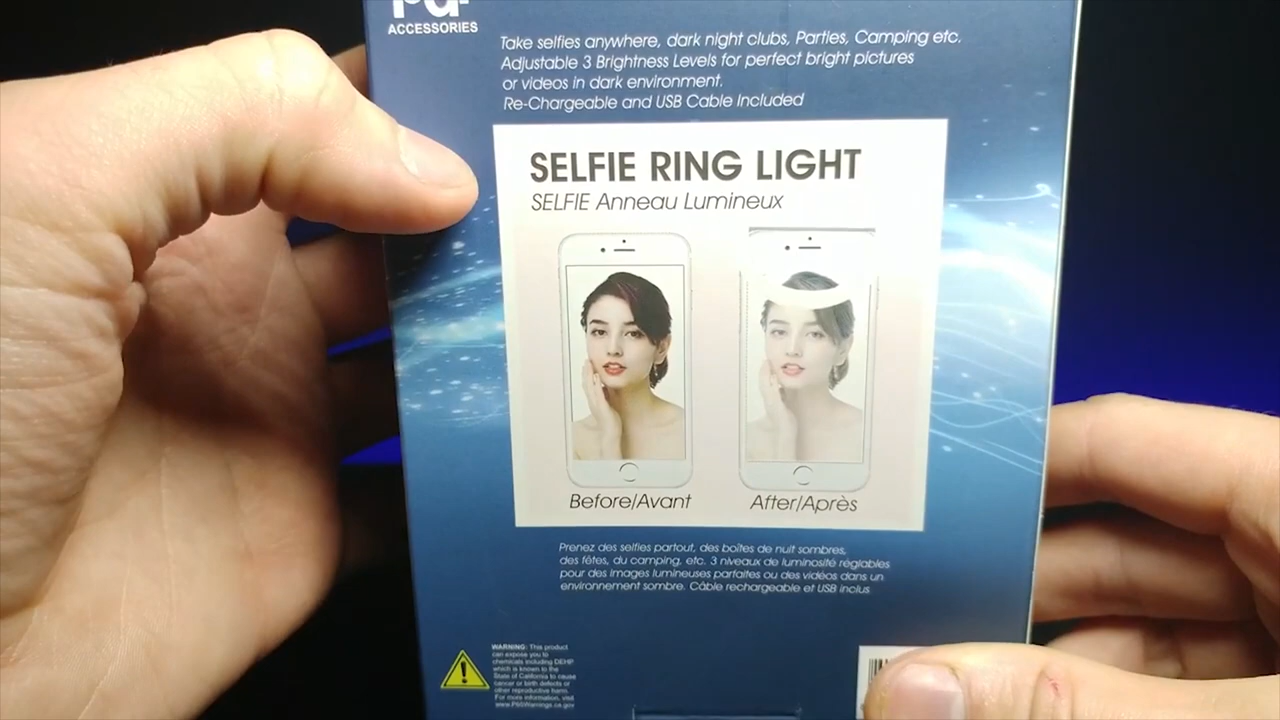 ACCESSORIES
Take selfies anywhere, dark night clubs, Parties, Camping etc.
Adjustable 3 Brightness Levels for perfect bright pictures
or videos in dark environment.
Re-Chargeable and USB Cable Included
SELFIE RING LIGHT
SELFIE Anneau Lumineux
Before/Avant
After/Après
Prenez des selfies partout, des boîtes de nuit sombres,
des fêtes, du camping, etc. 3 niveaux de luminosité réglables
pour des images lumineuses parfaites ou des vidéos dans un
environnement sombre. Câble rechargeable et USB inclus
WARNING: This product
can expose you to
chemicals including DEHP
which is known to the
State of California to cause
cancer or birth defects or
other reproductive harm.
For more information, visit
www.P65Warnings.ca.gov